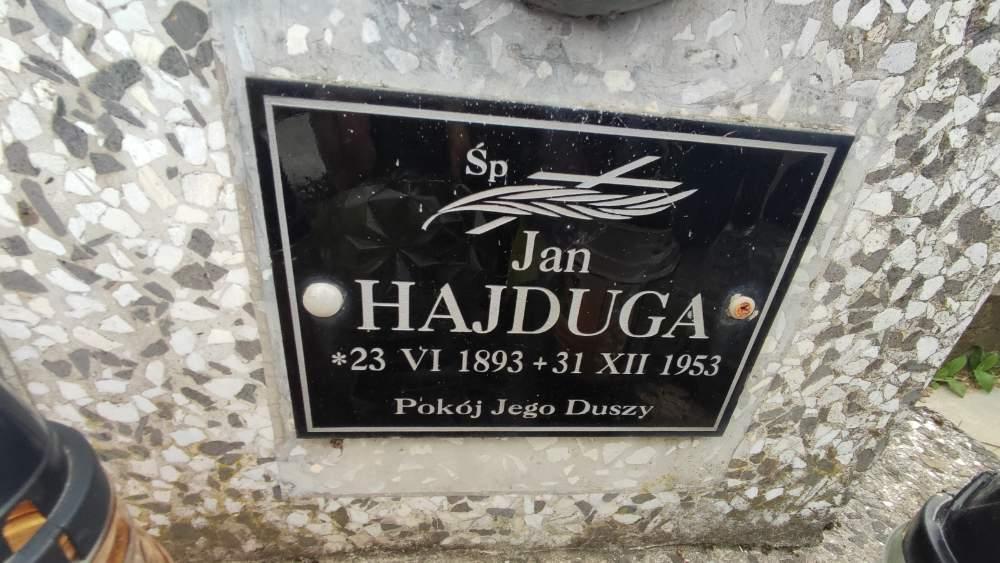 Śp
Jan
HAJDUGA
*23 VI 1893 + 31 XII 1953
Pokój Jego Duszy